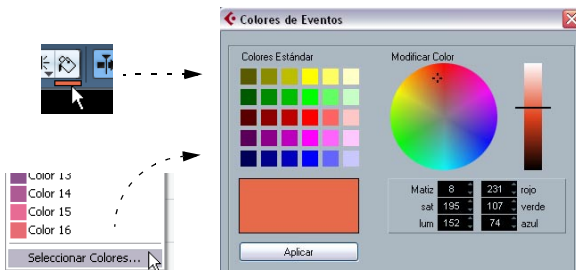 Colores de Eventos
Colores Estándar
Modificar Color
Color 13
Color 14
Color 15
Color 16
Seleccionar Colores...
Matiz 8 231 rojo
sat 195 107 verde
lum 152 74 azul
Aplicar